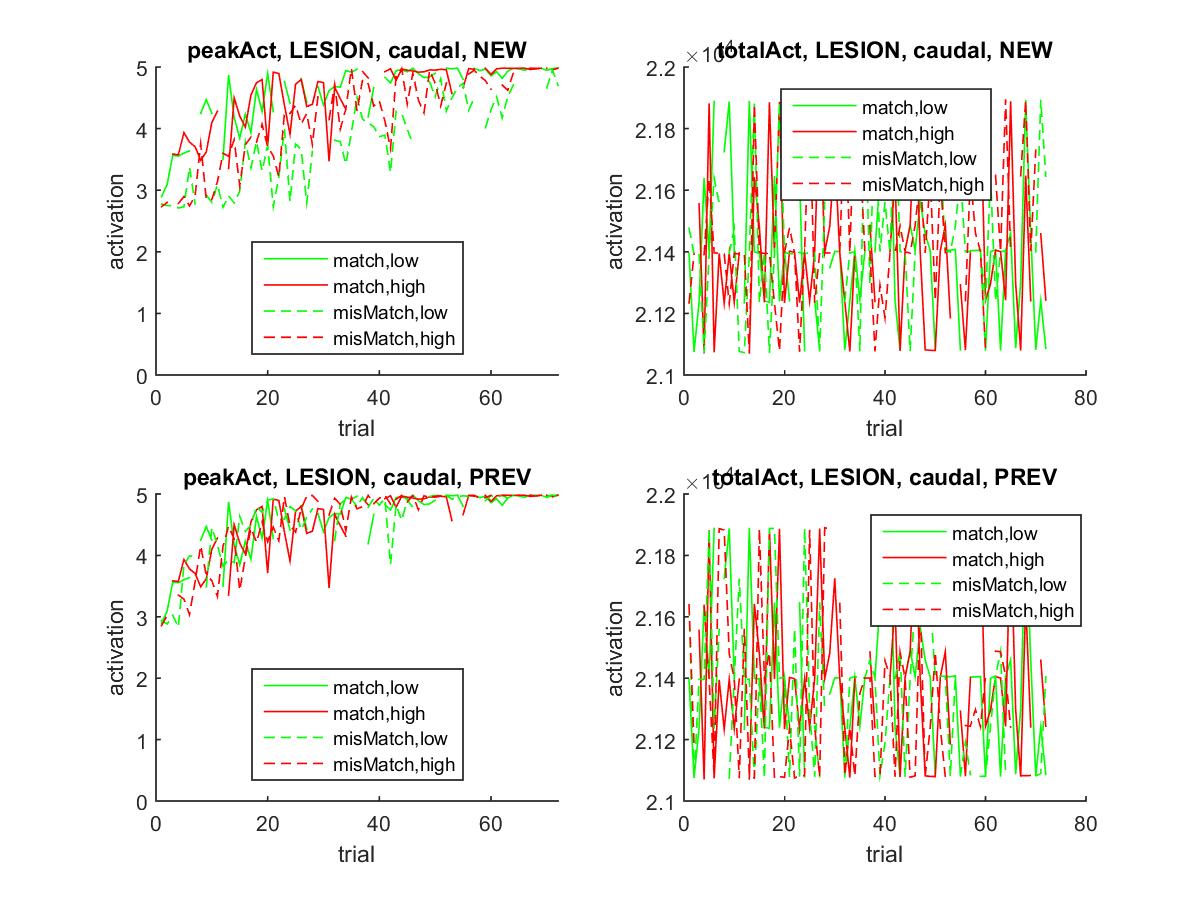 peakAct, LESION, caudal, NEW
5
4
3
2
1
0
activation
match,low
match,high
misMatch,low
misMatch,high
0 20 40 60
trial
×10⁴
totalAct, LESION, caudal, NEW
2.2
2.18
2.16
2.14
2.12
2.1
activation
match,low
match,high
misMatch,low
misMatch,high
0 20 40 60 80
trial
peakAct, LESION, caudal, PREV
5
4
3
2
1
0
activation
match,low
match,high
misMatch,low
misMatch,high
0 20 40 60
trial
×10⁴
totalAct, LESION, caudal, PREV
2.2
2.18
2.16
2.14
2.12
2.1
activation
match,low
match,high
misMatch,low
misMatch,high
0 20 40 60 80
trial